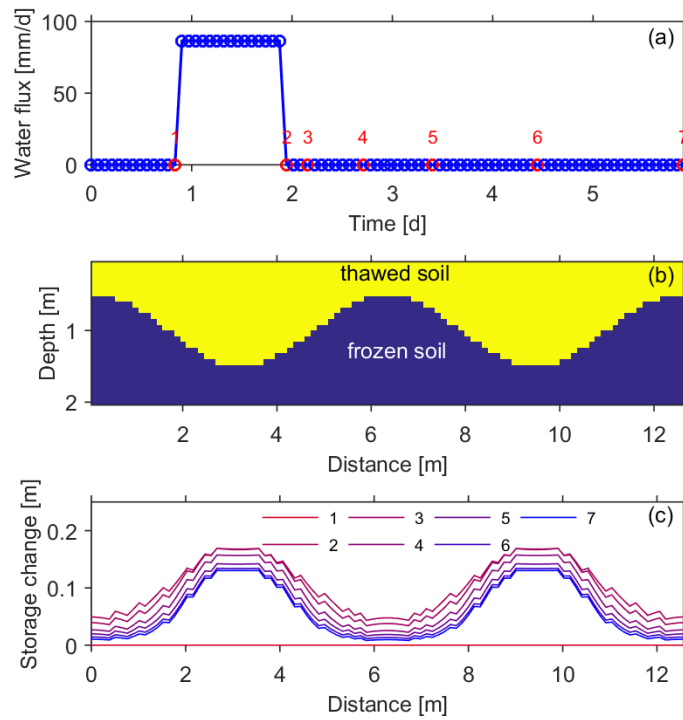 100
(a)
Water flux [mm/d]
50
1 2 3 4 5 6 7
0
0 1 2 3 4 5
Time [d]
thawed soil (b)
Depth [m]
1
frozen soil
2
2 4 6 8 10 12
Distance [m]
(c)
1 3 5 7
0.2
2 4 6
Storage change [m]
0.1
0
0 2 4 6 8 10 12
Distance [m]